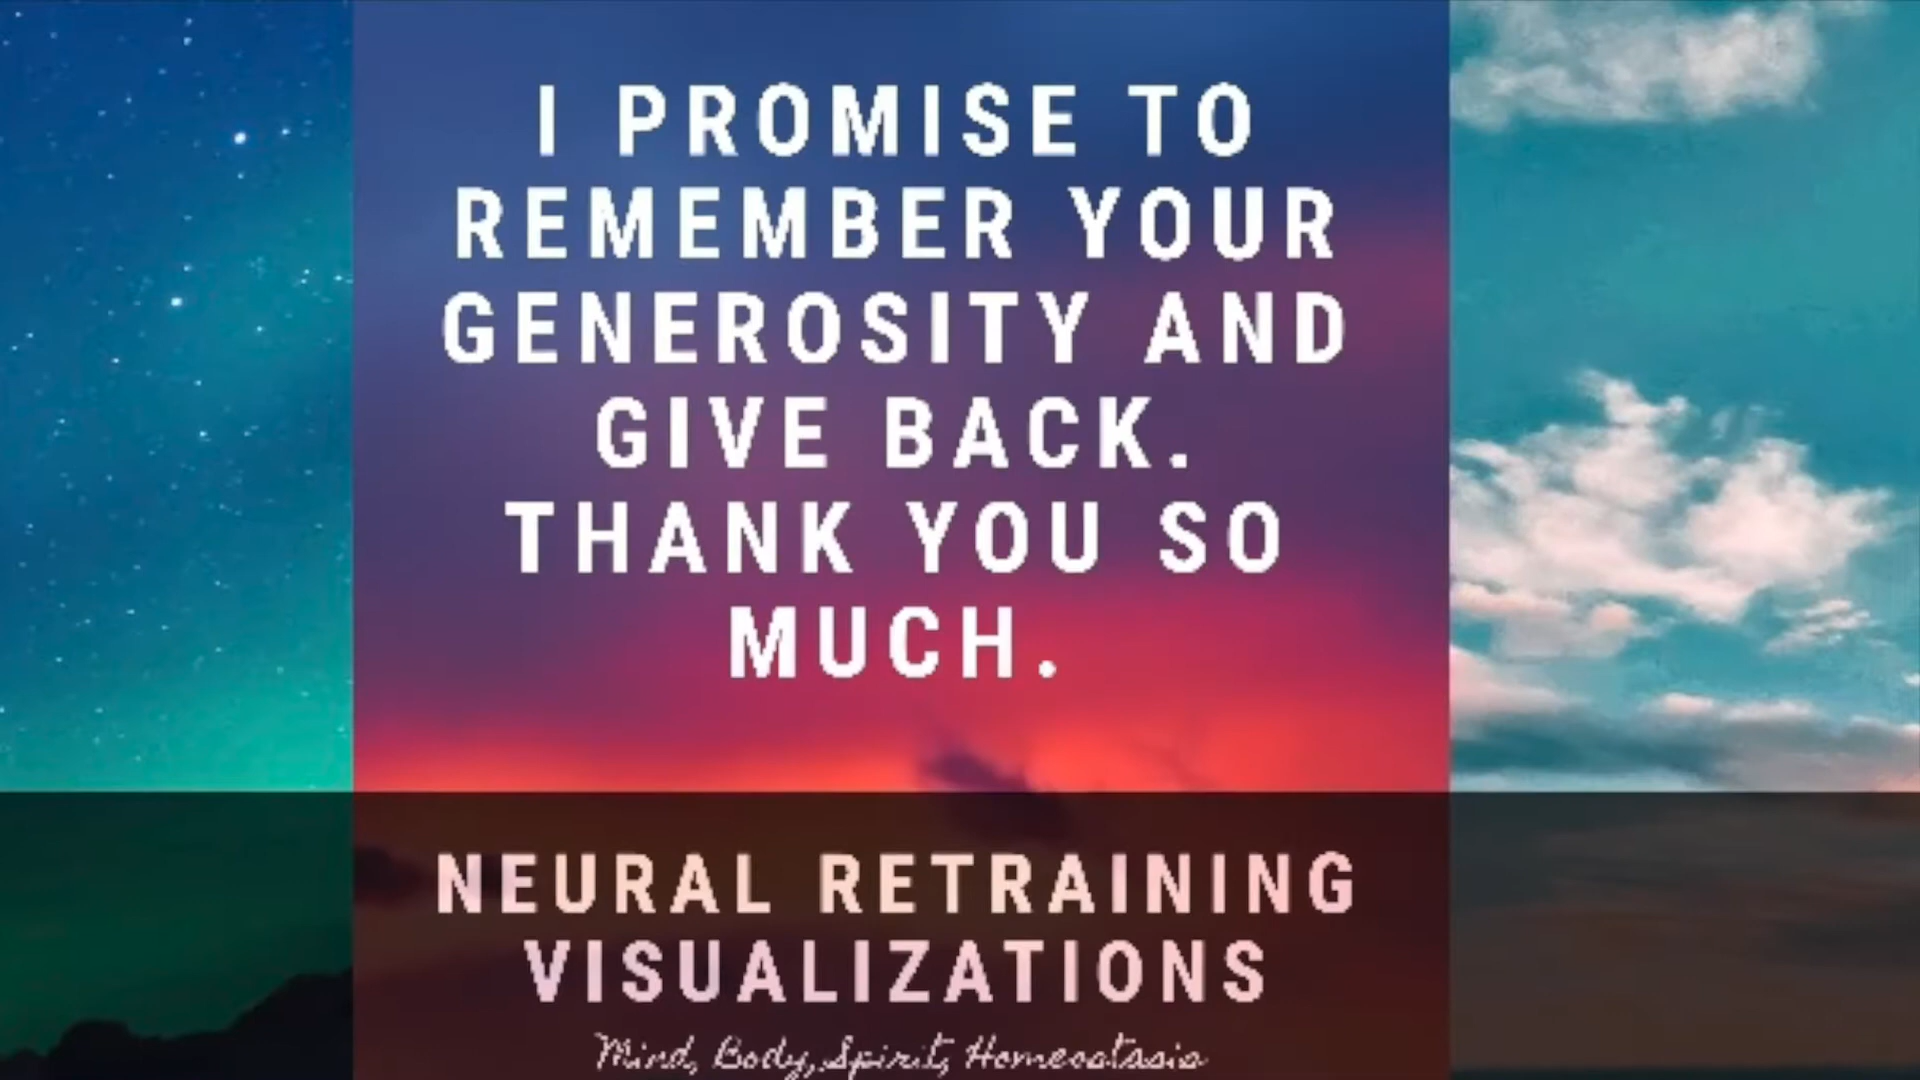 I PROMISE TO
REMEMBER YOUR
GENEROSITY AND
GIVE BACK.
THANK YOU SO
MUCH.
NEURAL RETRAINING
VISUALIZATIONS
Mind, Body, Spirit, Homeostasis